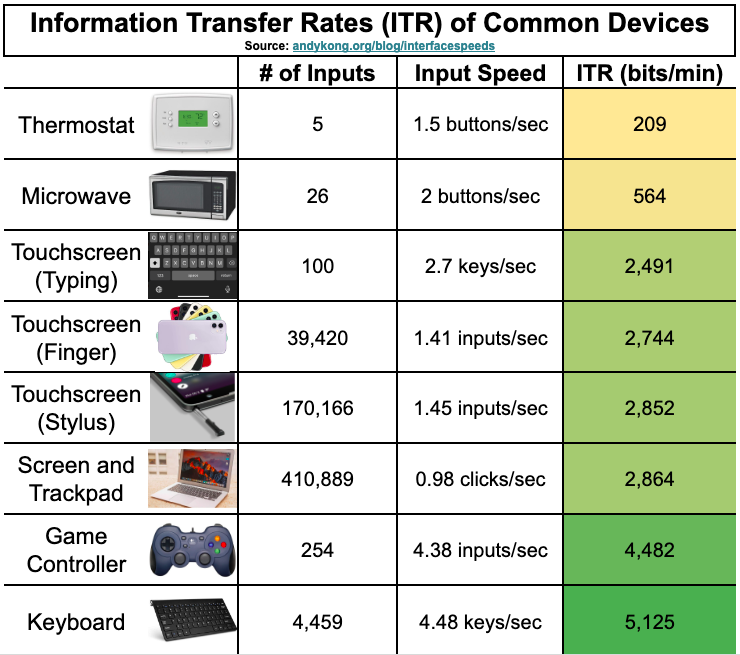 Information Transfer Rates (ITR) of Common Devices
Source: andykong.org/blog/interfacespeeds
# of Inputs Input Speed ITR (bits/min)
Thermostat 5 1.5 buttons/sec 209
Microwave 26 2 buttons/sec 564
Touchscreen
(Typing) 100 2.7 keys/sec 2,491
Touchscreen
(Finger) 39,420 1.41 inputs/sec 2,744
Touchscreen
(Stylus) 170,166 1.45 inputs/sec 2,852
Screen and
Trackpad 410,889 0.98 clicks/sec 2,864
Game
Controller 254 4.38 inputs/sec 4,482
Keyboard 4,459 4.48 keys/sec 5,125